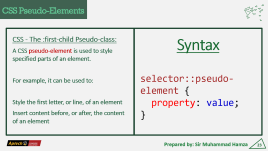 CSS Pseudo-Elements
CSS - The :first-child Pseudo-class:
A CSS pseudo-element is used to style
specified parts of an element.
For example, it can be used to:
Style the first letter, or line, of an element
Insert content before, or after, the content
of an element
Syntax
selector::pseudo-
element {
property: value;
}
Prepared by: Sir Muhammad Hamza